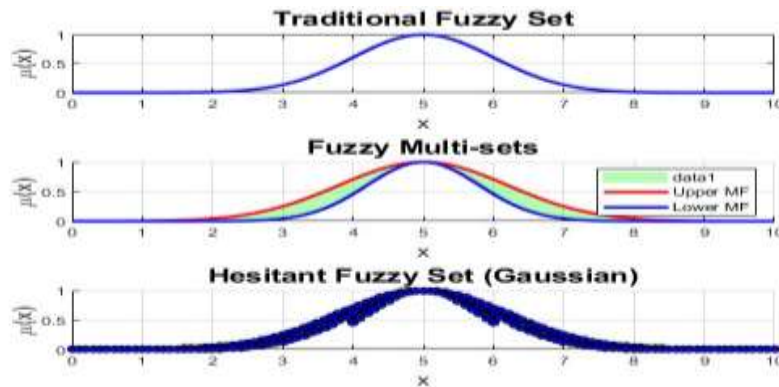 Traditional Fuzzy Set
μ(x)
1
0.5
0
0 1 2 3 4 5 6 7 8 9 10
x
Fuzzy Multi-sets
μ(x)
1
0.5
0
data1
Upper MF
Lower MF
0 1 2 3 4 5 6 7 8 9 10
x
Hesitant Fuzzy Set (Gaussian)
μ(x)
1
0.5
0
0 1 2 3 4 5 6 7 8 9 10
x